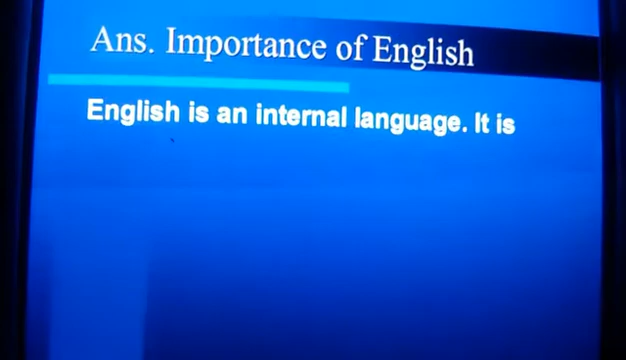 Ans. Importance of English
English is an internal language. It is